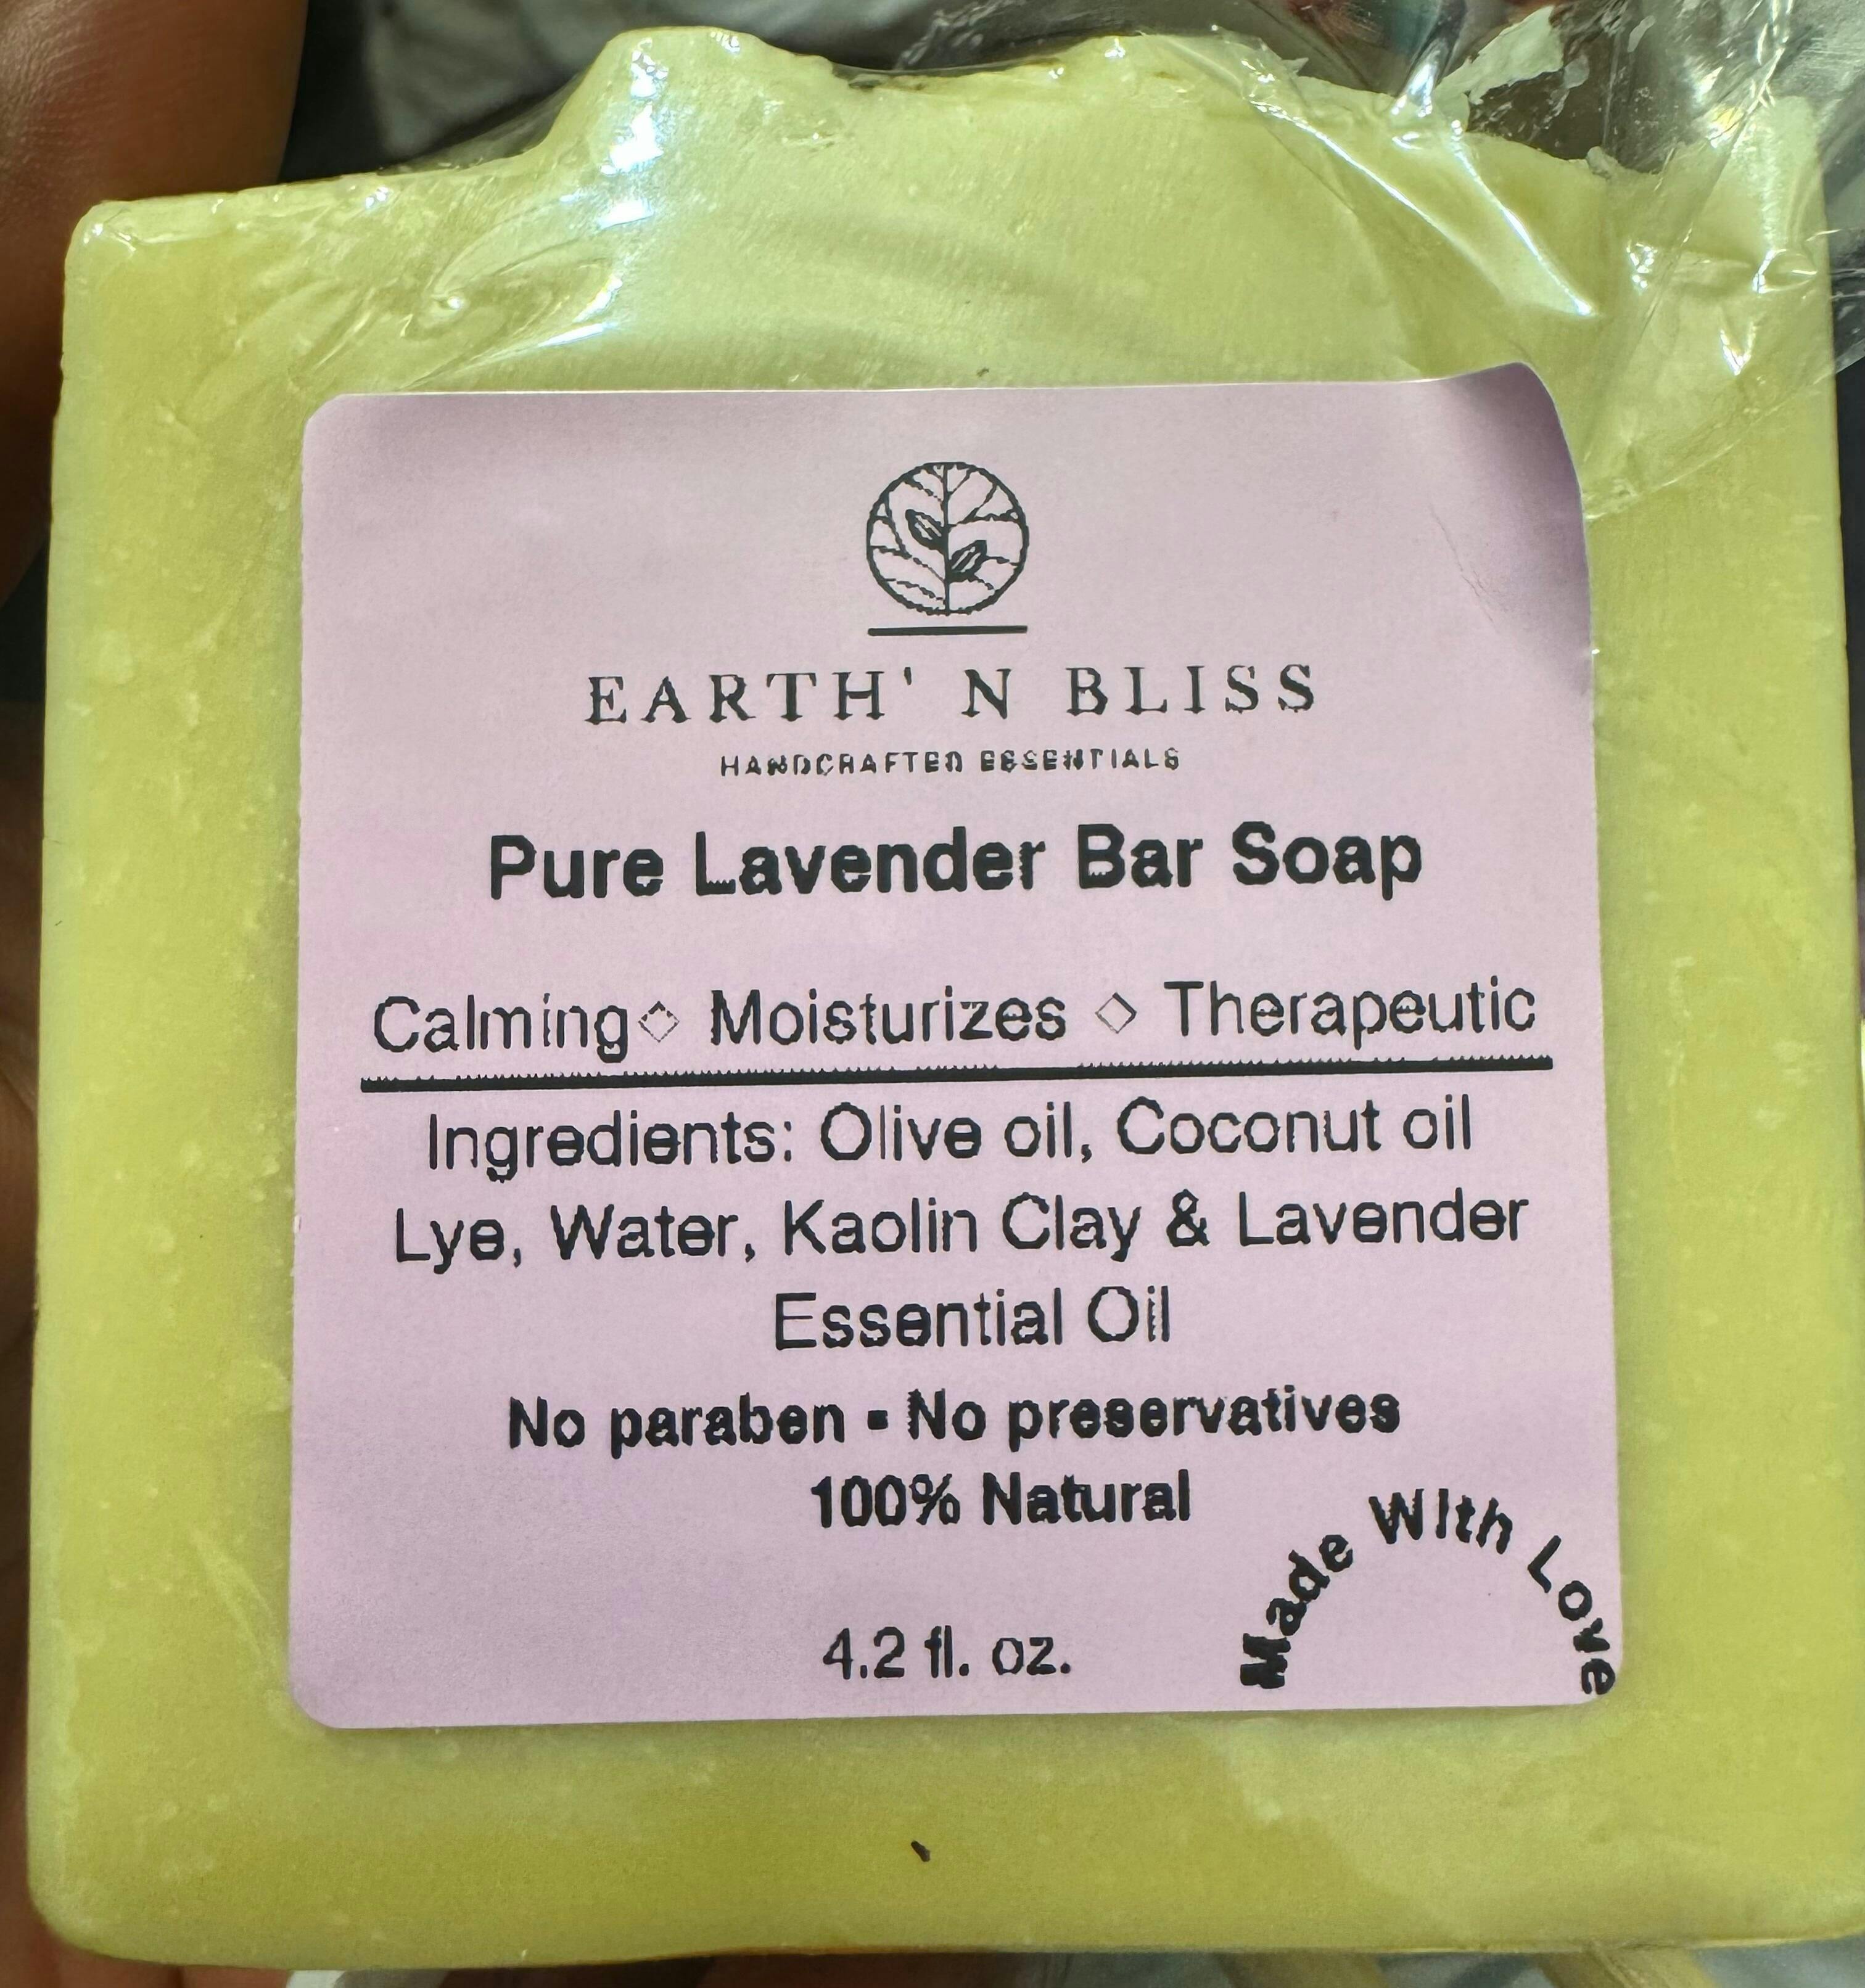 EARTH' N BLISS
HANDCRAFTED ESSENTIALS
Pure Lavender Bar Soap
Calming◇ Moisturizes ◇ Therapeutic
Ingredients: Olive oil, Coconut oil
Lye, Water, Kaolin Clay & Lavender
Essential Oil
No paraben ▪ No preservatives
100% Natural
Made With Love
4.2 fl. oz.